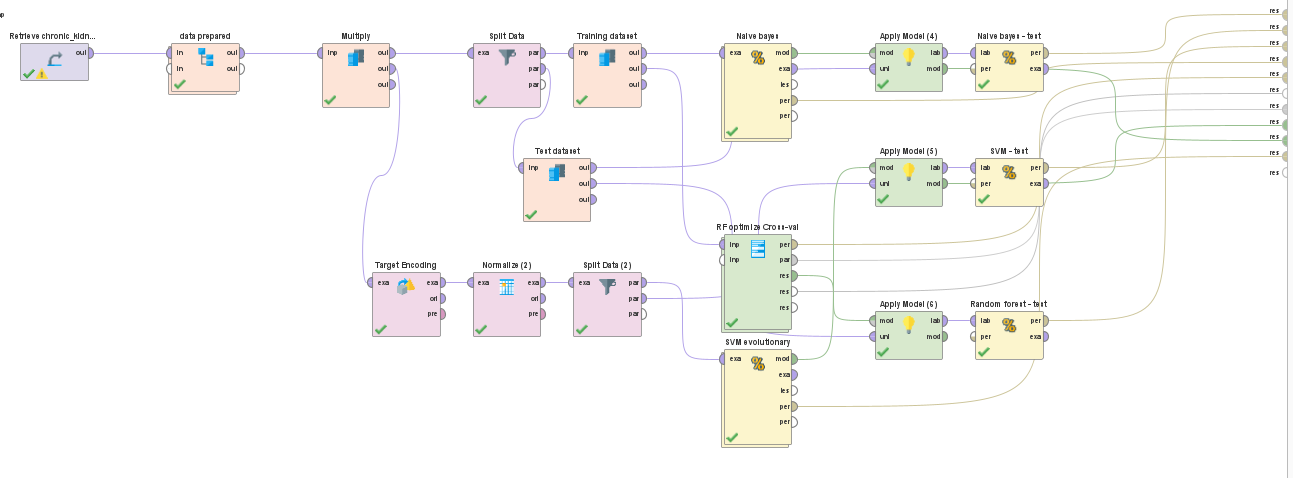 Retrieve chronic_kidn...
out
data prepared
in
in
out
out
Multiply
inp
out
out
out
Split Data
exa
par
par
par
Training dataset
inp
out
out
out
Naive bayes
exa
mod
exa
tes
per
per
Apply Model (4)
mod
unl
lab
mod
Naive bayes - test
lab
per
per
exa
Test dataset
inp
out
out
out
Apply Model (5)
mod
unl
lab
mod
SVM - test
lab
per
per
exa
RF optimize Cross-val
inp
inp
per
par
res
res
res
Target Encoding
exa
exa
ori
pre
Normalize (2)
exa
exa
ori
pre
Split Data (2)
exa
par
par
par
Apply Model (6)
mod
unl
lab
mod
Random forest - test
lab
per
per
exa
SVM evolutionary
exa
mod
exa
tes
per
per
res
res
res
res
res
res
res
res
res
res
res